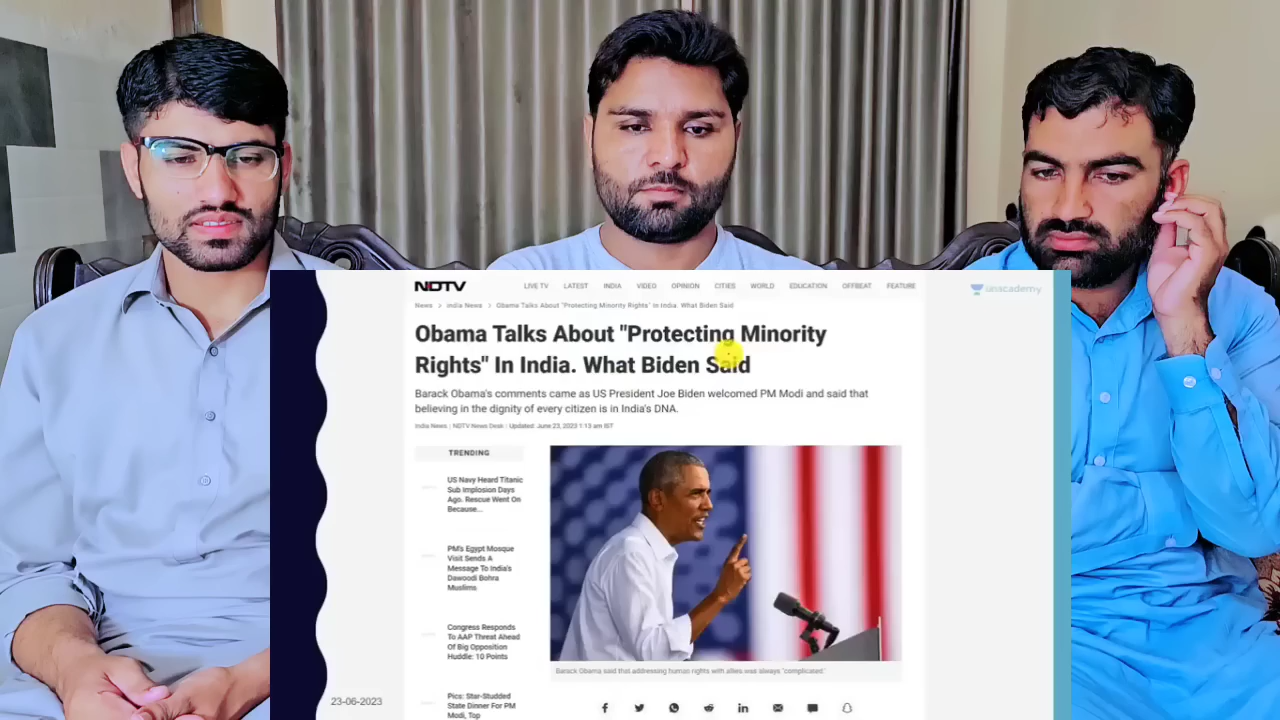 NDTV
LIVE TV LATEST INDIA VIDEO OPINION CITIES WORLD EDUCATION OFFBEAT FEATURE
unacademy
News > India News > Obama Talks About "Protecting Minority Rights" In India. What Biden Said
Obama Talks About "Protecting Minority
Rights" In India. What Biden Said
Barack Obama's comments came as US President Joe Biden welcomed PM Modi and said that
believing in the dignity of every citizen is in India's DNA.
India News | NDTV News Desk | Updated: June 23, 2023 1:13 am IST
TRENDING
US Navy Heard Titanic
Sub Implosion Days
Ago. Rescue Went On
Because...
PM's Egypt Mosque
Visit Sends A
Message To India's
Dawoodi Bohra
Muslims
Congress Responds
To AAP Threat Ahead
Of Big Opposition
Huddle: 10 Points
Pics: Star-Studded
State Dinner For PM
Modi, Top
Barack Obama said that addressing human rights with allies was always "complicated"
23-06-2023